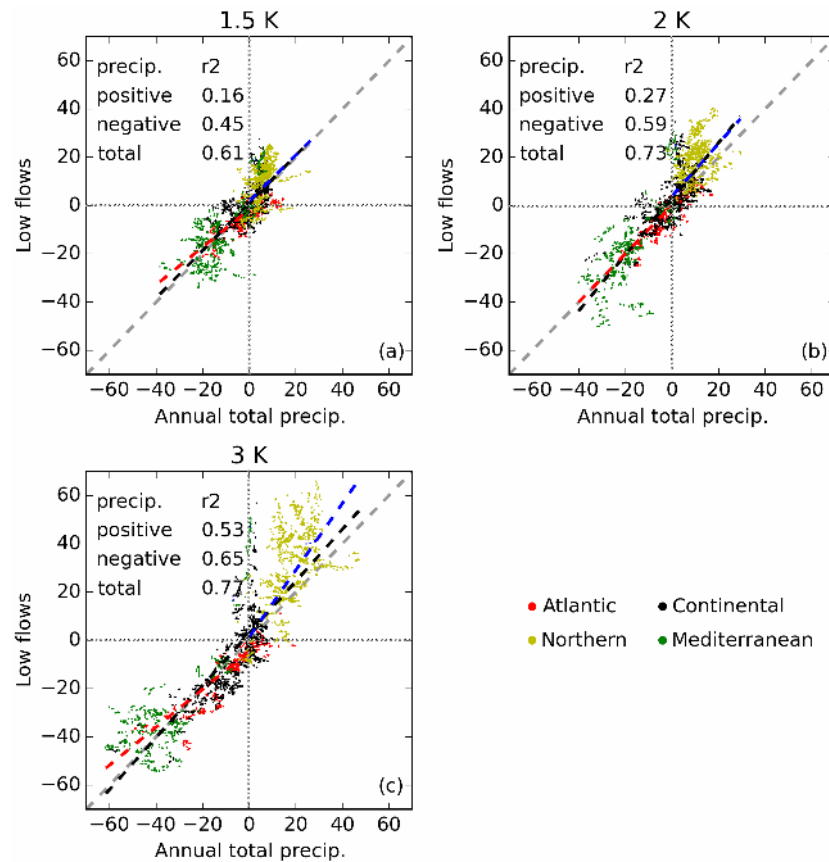 1.5 K
60
40
20
0
−20
−40
−60
Low flows
precip. r2
positive 0.16
negative 0.45
total 0.61
(a)
−60 −40 −20 0 20 40 60
Annual total precip.
2 K
60
40
20
0
−20
−40
−60
Low flows
precip. r2
positive 0.27
negative 0.59
total 0.73
(b)
−60 −40 −20 0 20 40 60
Annual total precip.
3 K
60
40
20
0
−20
−40
−60
Low flows
precip. r2
positive 0.53
negative 0.65
total 0.77
(c)
−60 −40 −20 0 20 40 60
Annual total precip.
Atlantic Continental
Northern Mediterranean